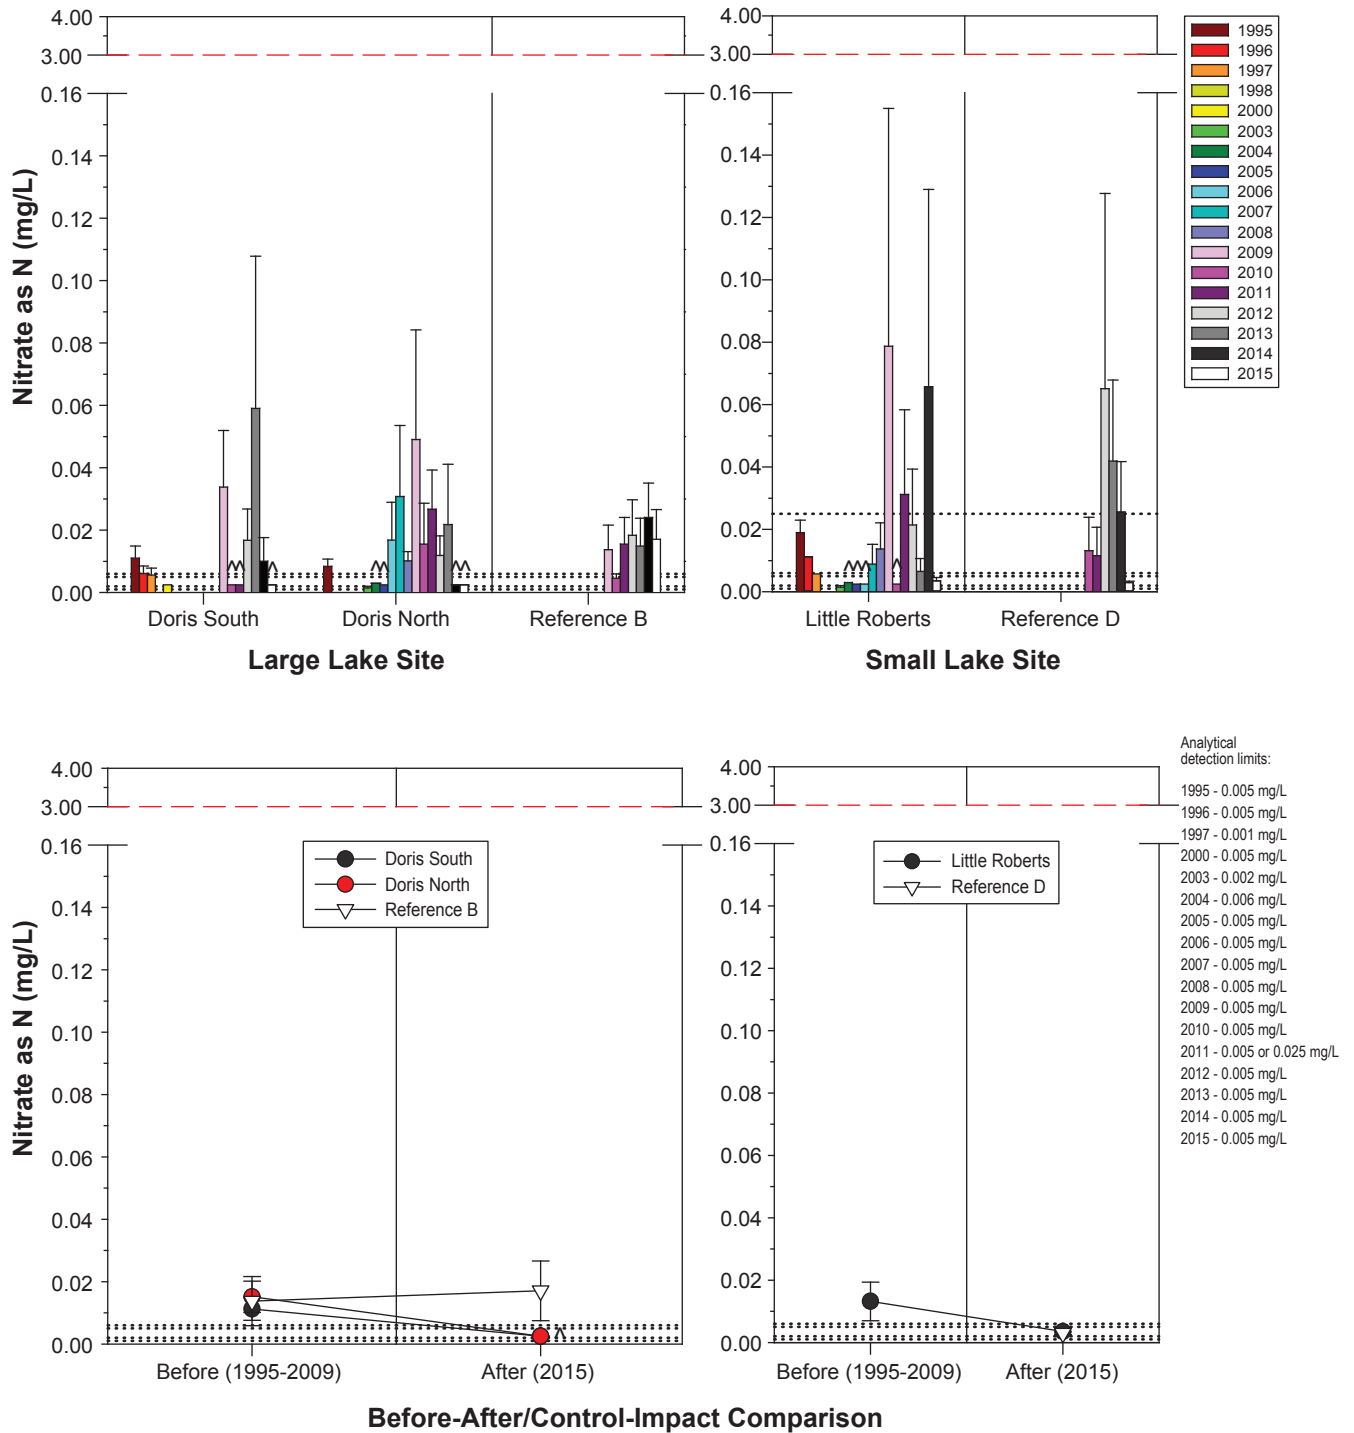 Nitrate as N (mg/L)
4.00
3.00
0.16
0.14
0.12
0.10
0.08
0.06
0.04
0.02
0.00
^^ ^ ^^ ^^
Doris South Doris North Reference B
Large Lake Site
4.00
3.00
0.16
0.14
0.12
0.10
0.08
0.06
0.04
0.02
0.00
^^^ ^
Little Roberts Reference D
Small Lake Site
1995
1996
1997
1998
2000
2003
2004
2005
2006
2007
2008
2009
2010
2011
2012
2013
2014
2015
Nitrate as N (mg/L)
4.00
3.00
0.16
0.14
0.12
0.10
0.08
0.06
0.04
0.02
0.00
Doris South
Doris North
Reference B
^
Before (1995-2009) After (2015)
4.00
3.00
0.16
0.14
0.12
0.10
0.08
0.06
0.04
0.02
0.00
Little Roberts
Reference D
Before (1995-2009) After (2015)
Before-After/Control-Impact Comparison
Analytical
detection limits:
1995 - 0.005 mg/L
1996 - 0.005 mg/L
1997 - 0.001 mg/L
2000 - 0.005 mg/L
2003 - 0.002 mg/L
2004 - 0.006 mg/L
2005 - 0.005 mg/L
2006 - 0.005 mg/L
2007 - 0.005 mg/L
2008 - 0.005 mg/L
2009 - 0.005 mg/L
2010 - 0.005 mg/L
2011 - 0.005 or 0.025 mg/L
2012 - 0.005 mg/L
2013 - 0.005 mg/L
2014 - 0.005 mg/L
2015 - 0.005 mg/L